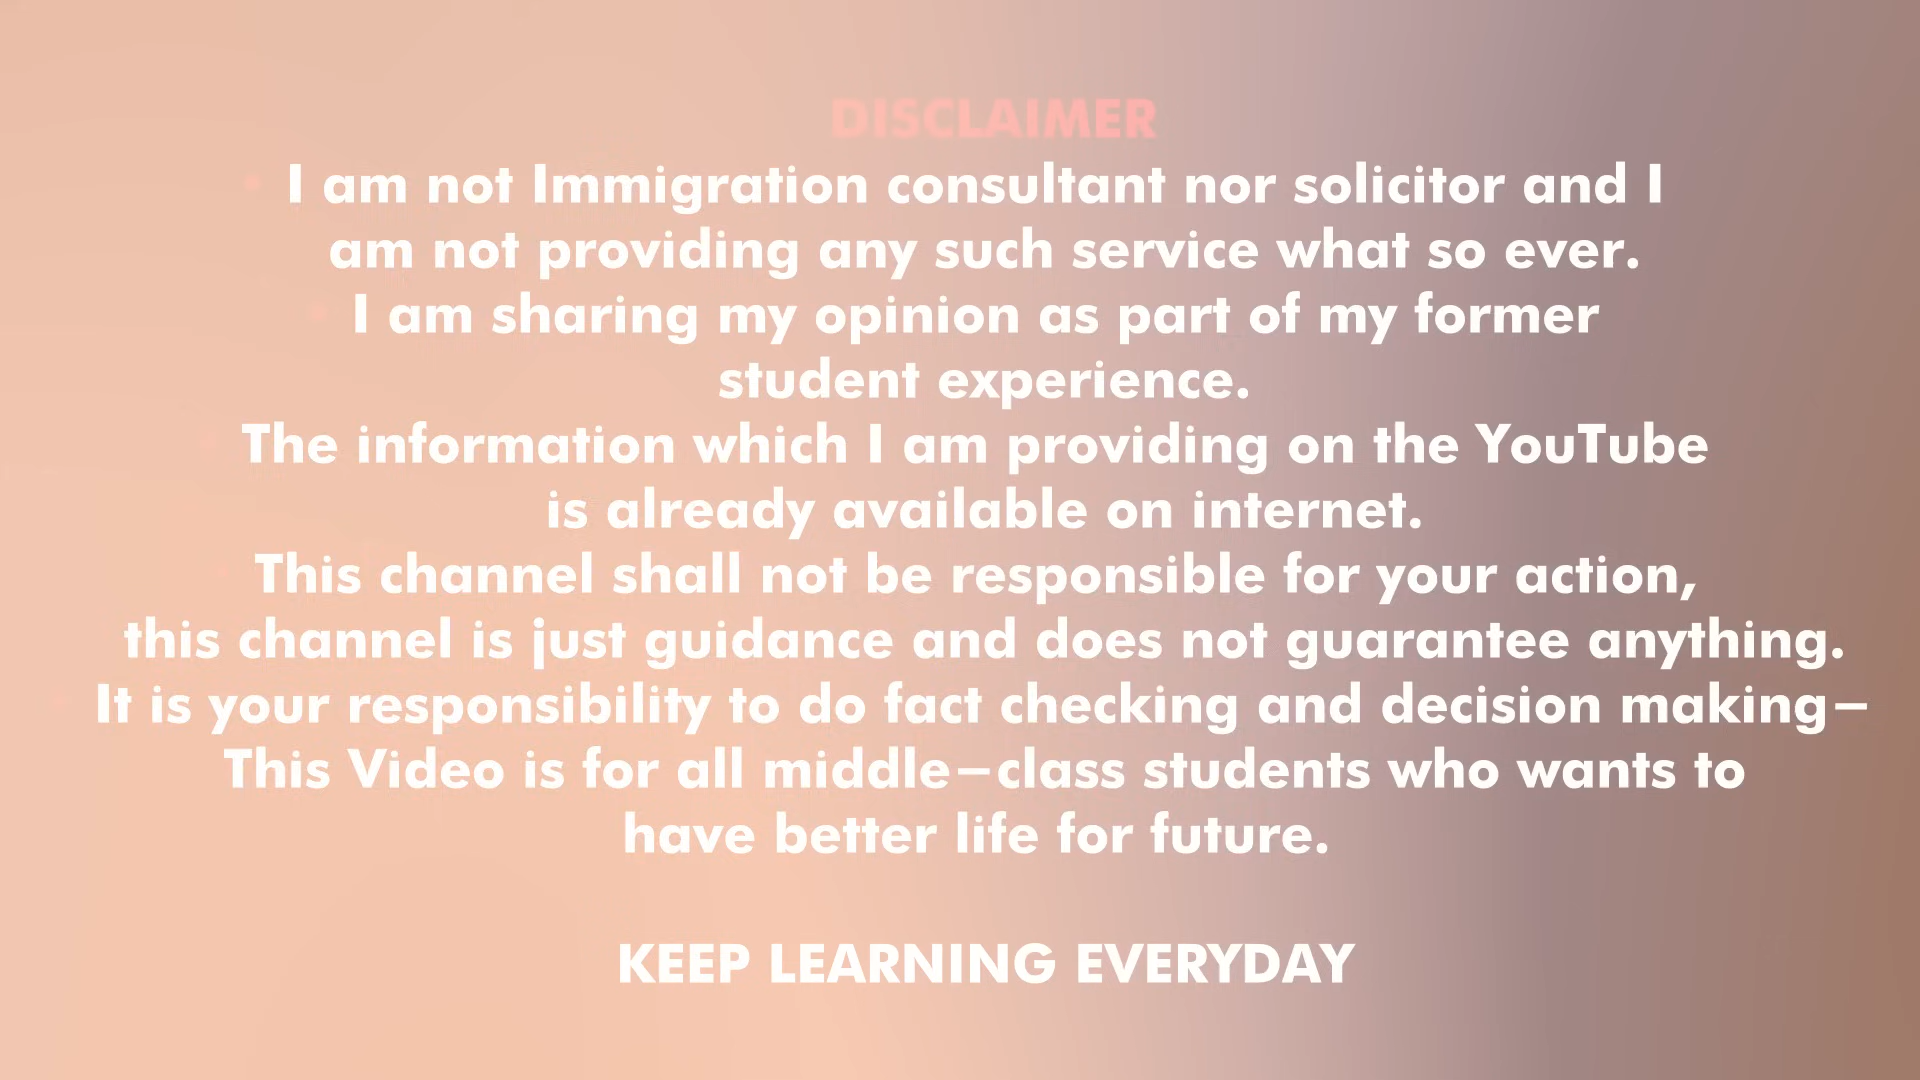 DISCLAIMER
• I am not Immigration consultant nor solicitor and I
am not providing any such service what so ever.
• I am sharing my opinion as part of my former
student experience.
The information which I am providing on the YouTube
is already available on internet.
This channel shall not be responsible for your action,
this channel is just guidance and does not guarantee anything.
It is your responsibility to do fact checking and decision making–
This Video is for all middle–class students who wants to
have better life for future.
KEEP LEARNING EVERYDAY